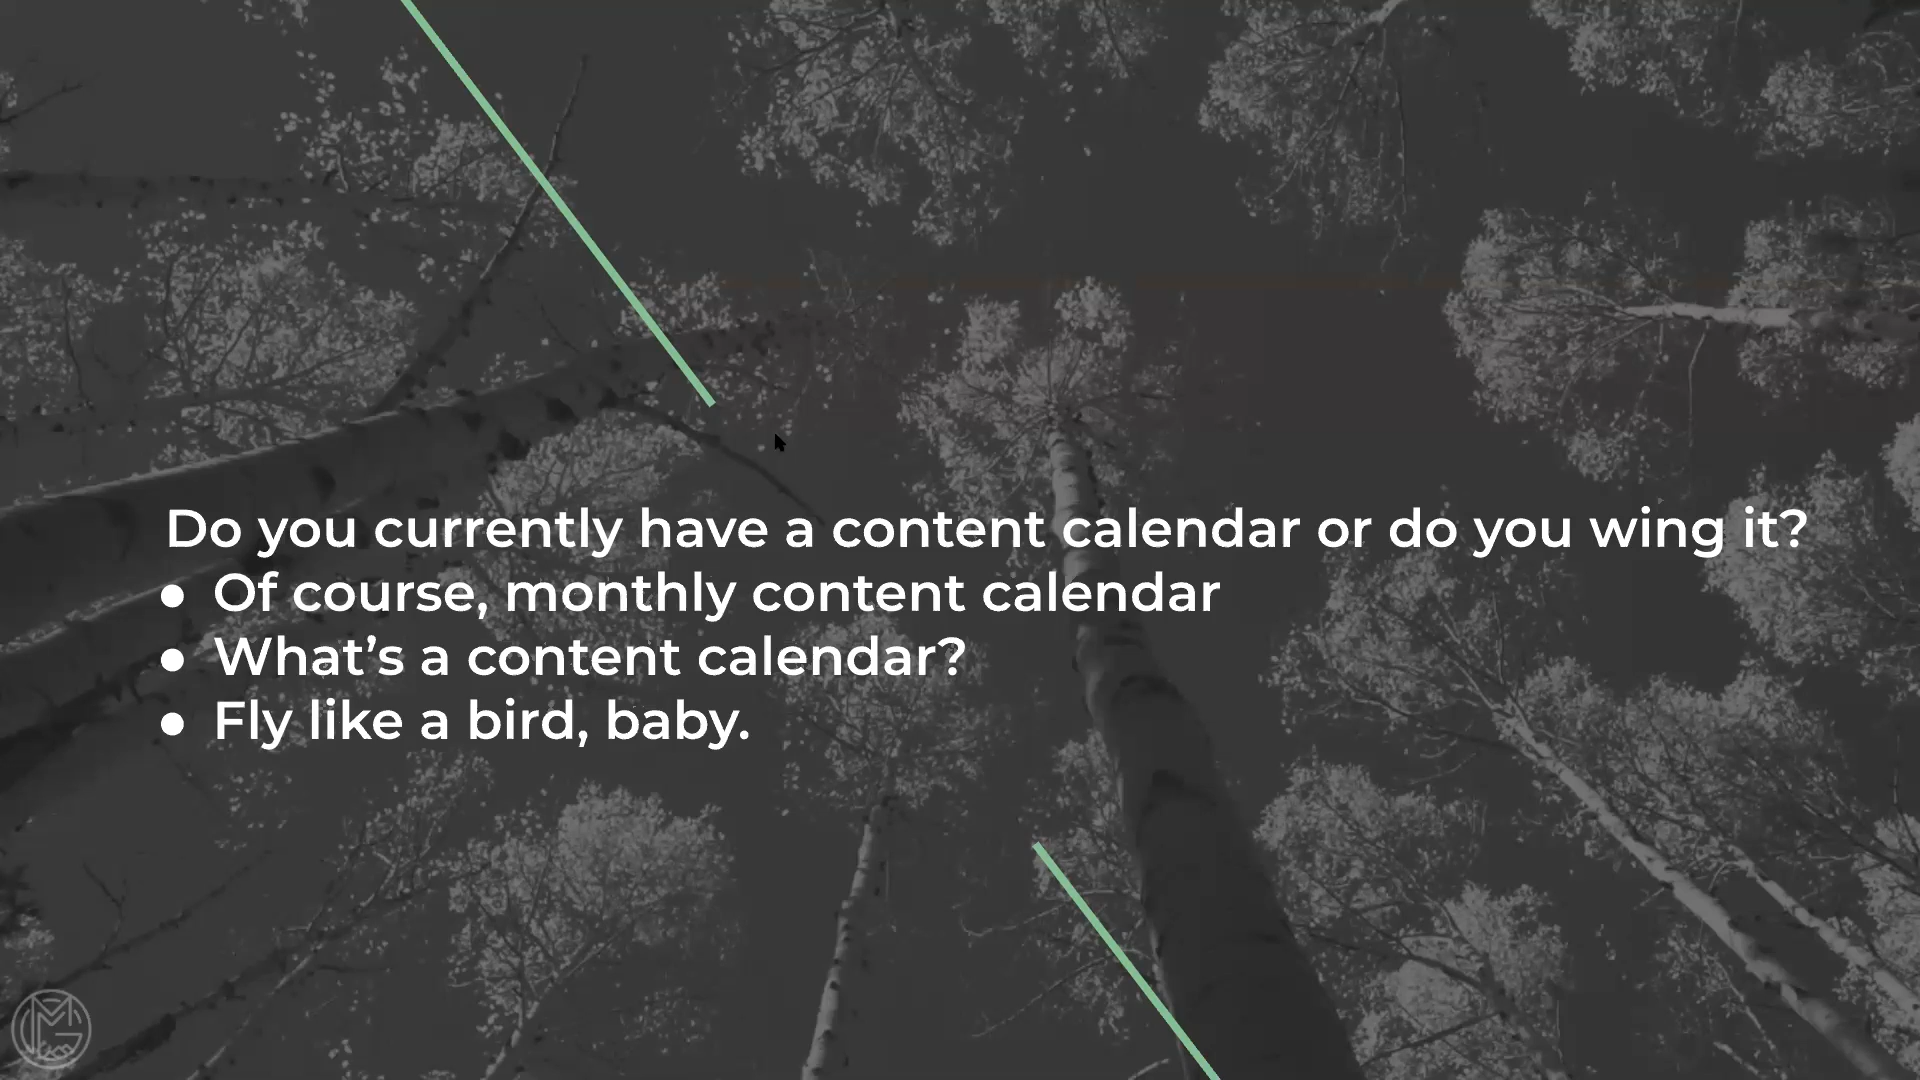 Do you currently have a content calendar or do you wing it?
● Of course, monthly content calendar
● What’s a content calendar?
● Fly like a bird, baby.